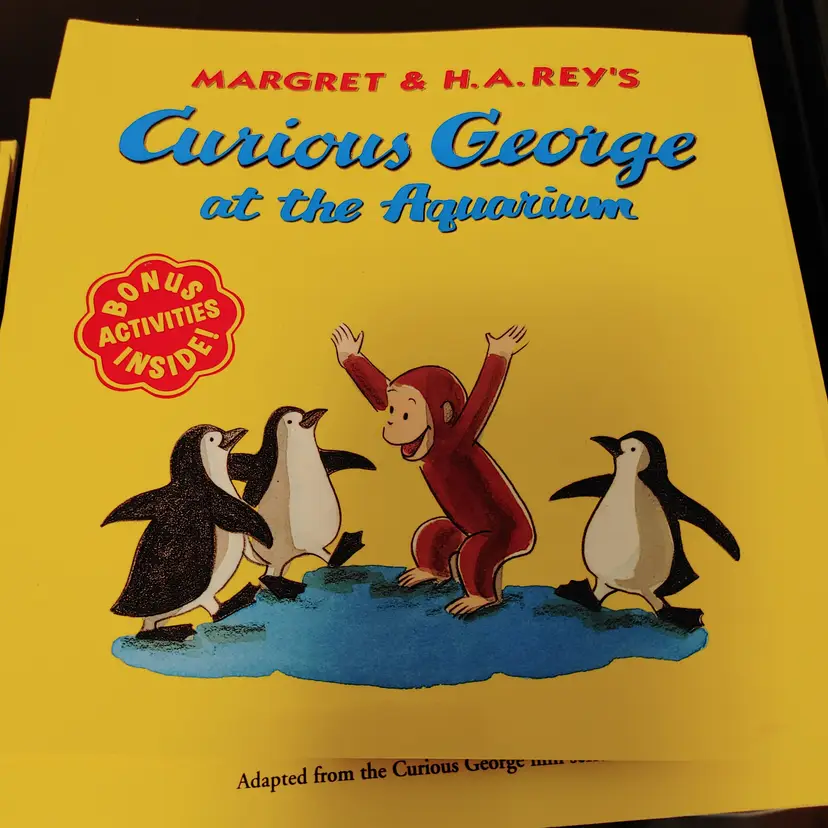 MARGRET & H.A.REY'S
Curious George
at the Aquarium
BONUS
ACTIVITIES
INSIDE!
Adapted from the Curious George